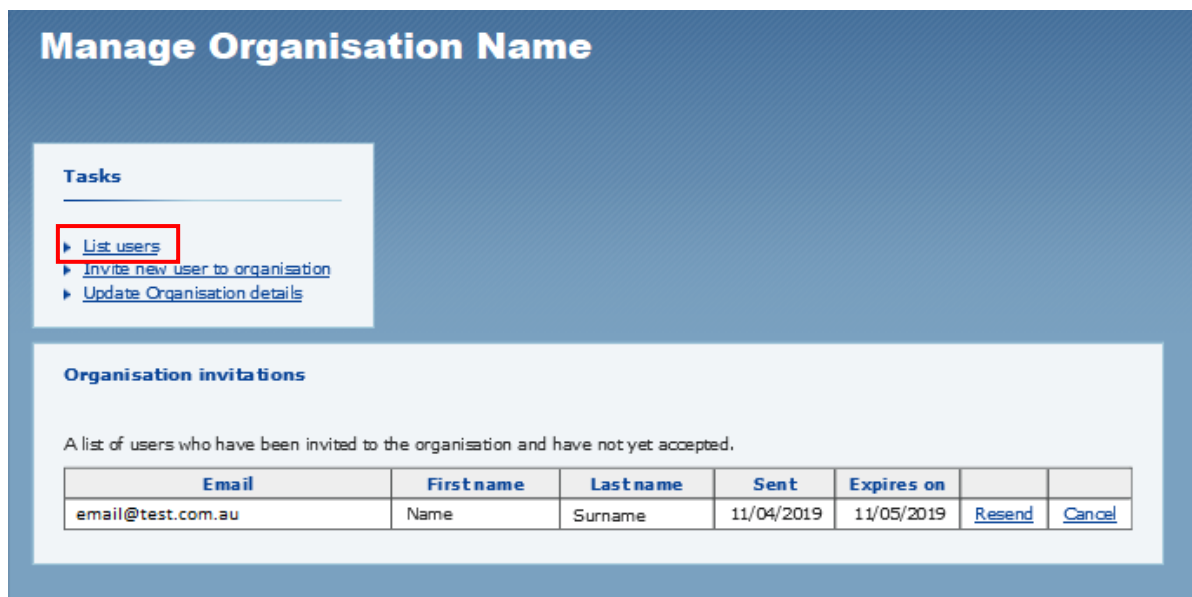 Manage Organisation Name
Tasks
List users
Invite new user to organisation
Update Organisation details
Organisation invitations
A list of users who have been invited to the organisation and have not yet accepted.
Email First name Last name Sent Expires on
email@test.com.au Name Surname 11/04/2019 11/05/2019 Resend Cancel